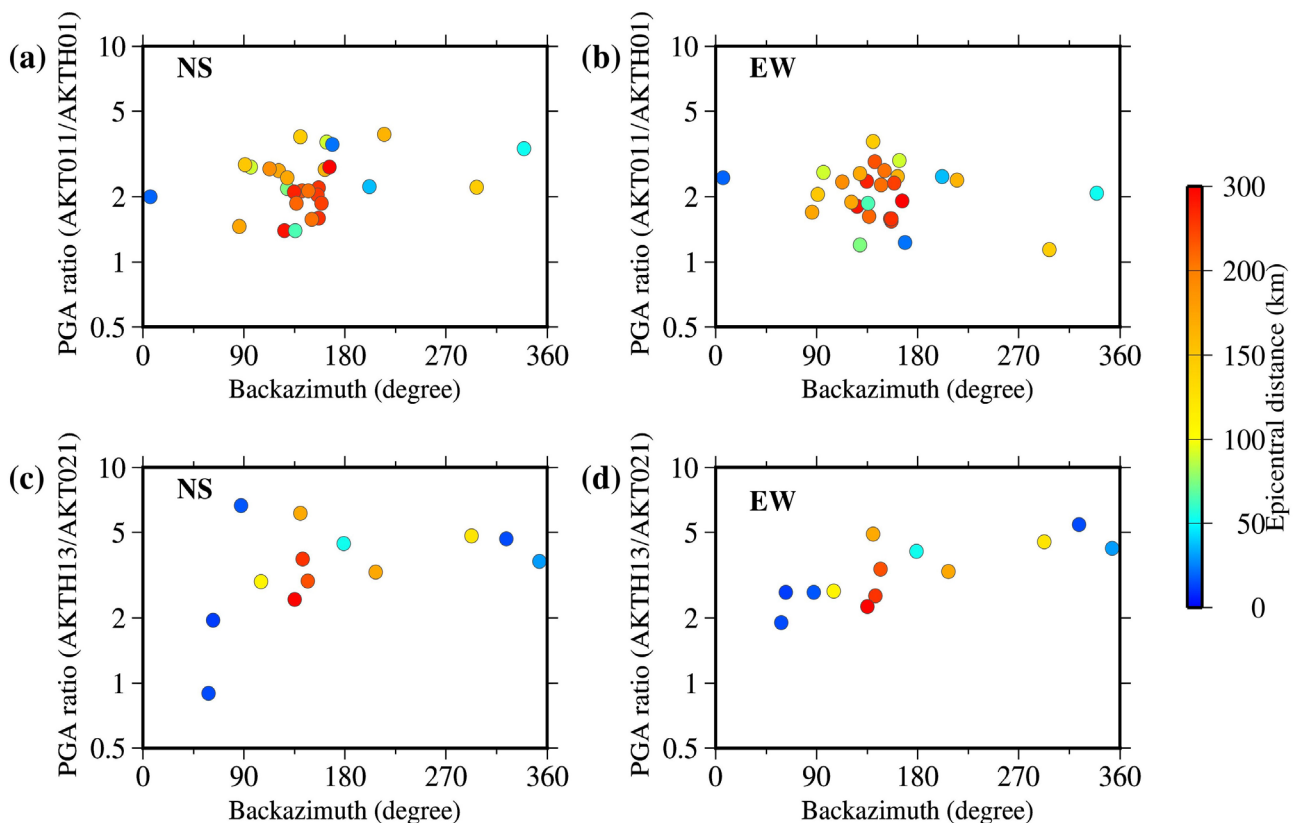 (a)
NS
PGA ratio (AKT011/AKTH01)
10
5
2
1
0.5
0 90 180 270 360
Backazimuth (degree)
(b)
EW
PGA ratio (AKT011/AKTH01)
10
5
2
1
0.5
0 90 180 270 360
Backazimuth (degree)
(c)
NS
PGA ratio (AKTH13/AKT021)
10
5
2
1
0.5
0 90 180 270 360
Backazimuth (degree)
(d)
EW
PGA ratio (AKTH13/AKT021)
10
5
2
1
0.5
0 90 180 270 360
Backazimuth (degree)
300
200
150
100
50
0
Epicentral distance (km)